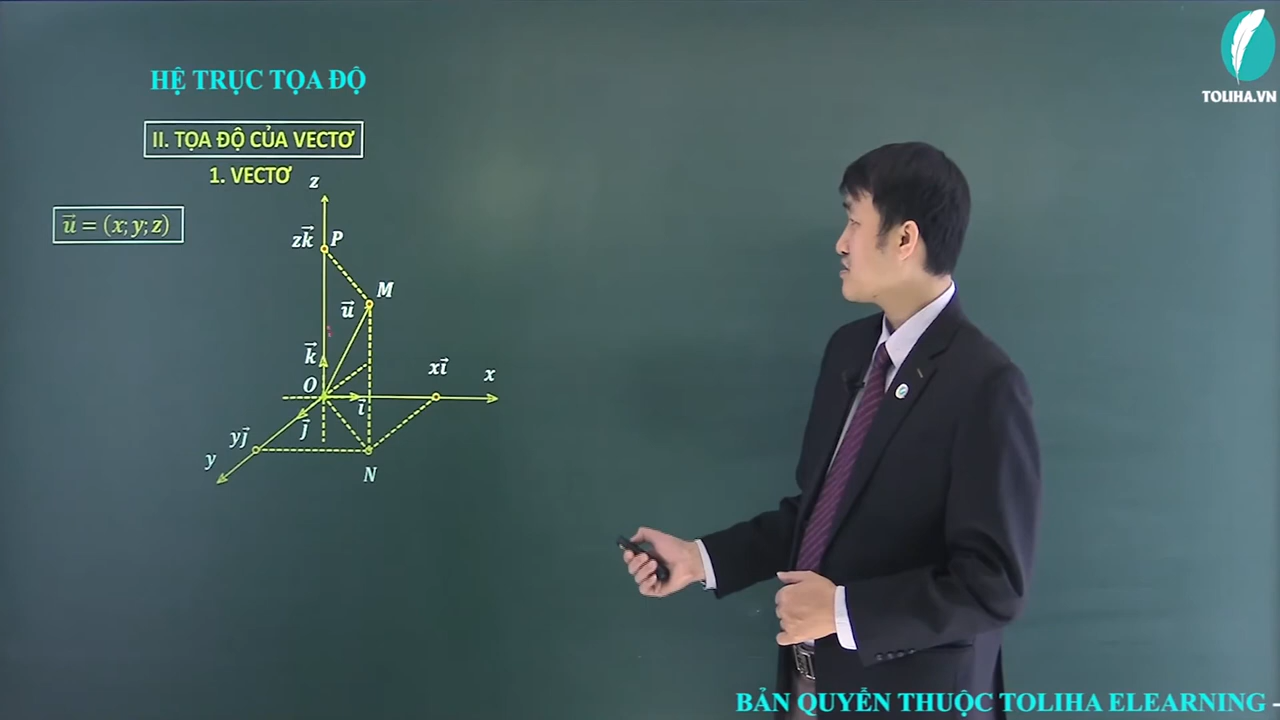 TOLIHA.VN
HỆ TRỤC TỌA ĐỘ
II. TỌA ĐỘ CỦA VECTƠ
1. VECTƠ
z
u⃗ = (x; y; z)
zk⃗ P
M
u⃗
k⃗
O
xi⃗
x
i⃗
j⃗
yj⃗
y
N
BẢN QUYỀN THUỘC TOLIHA ELEARNING -